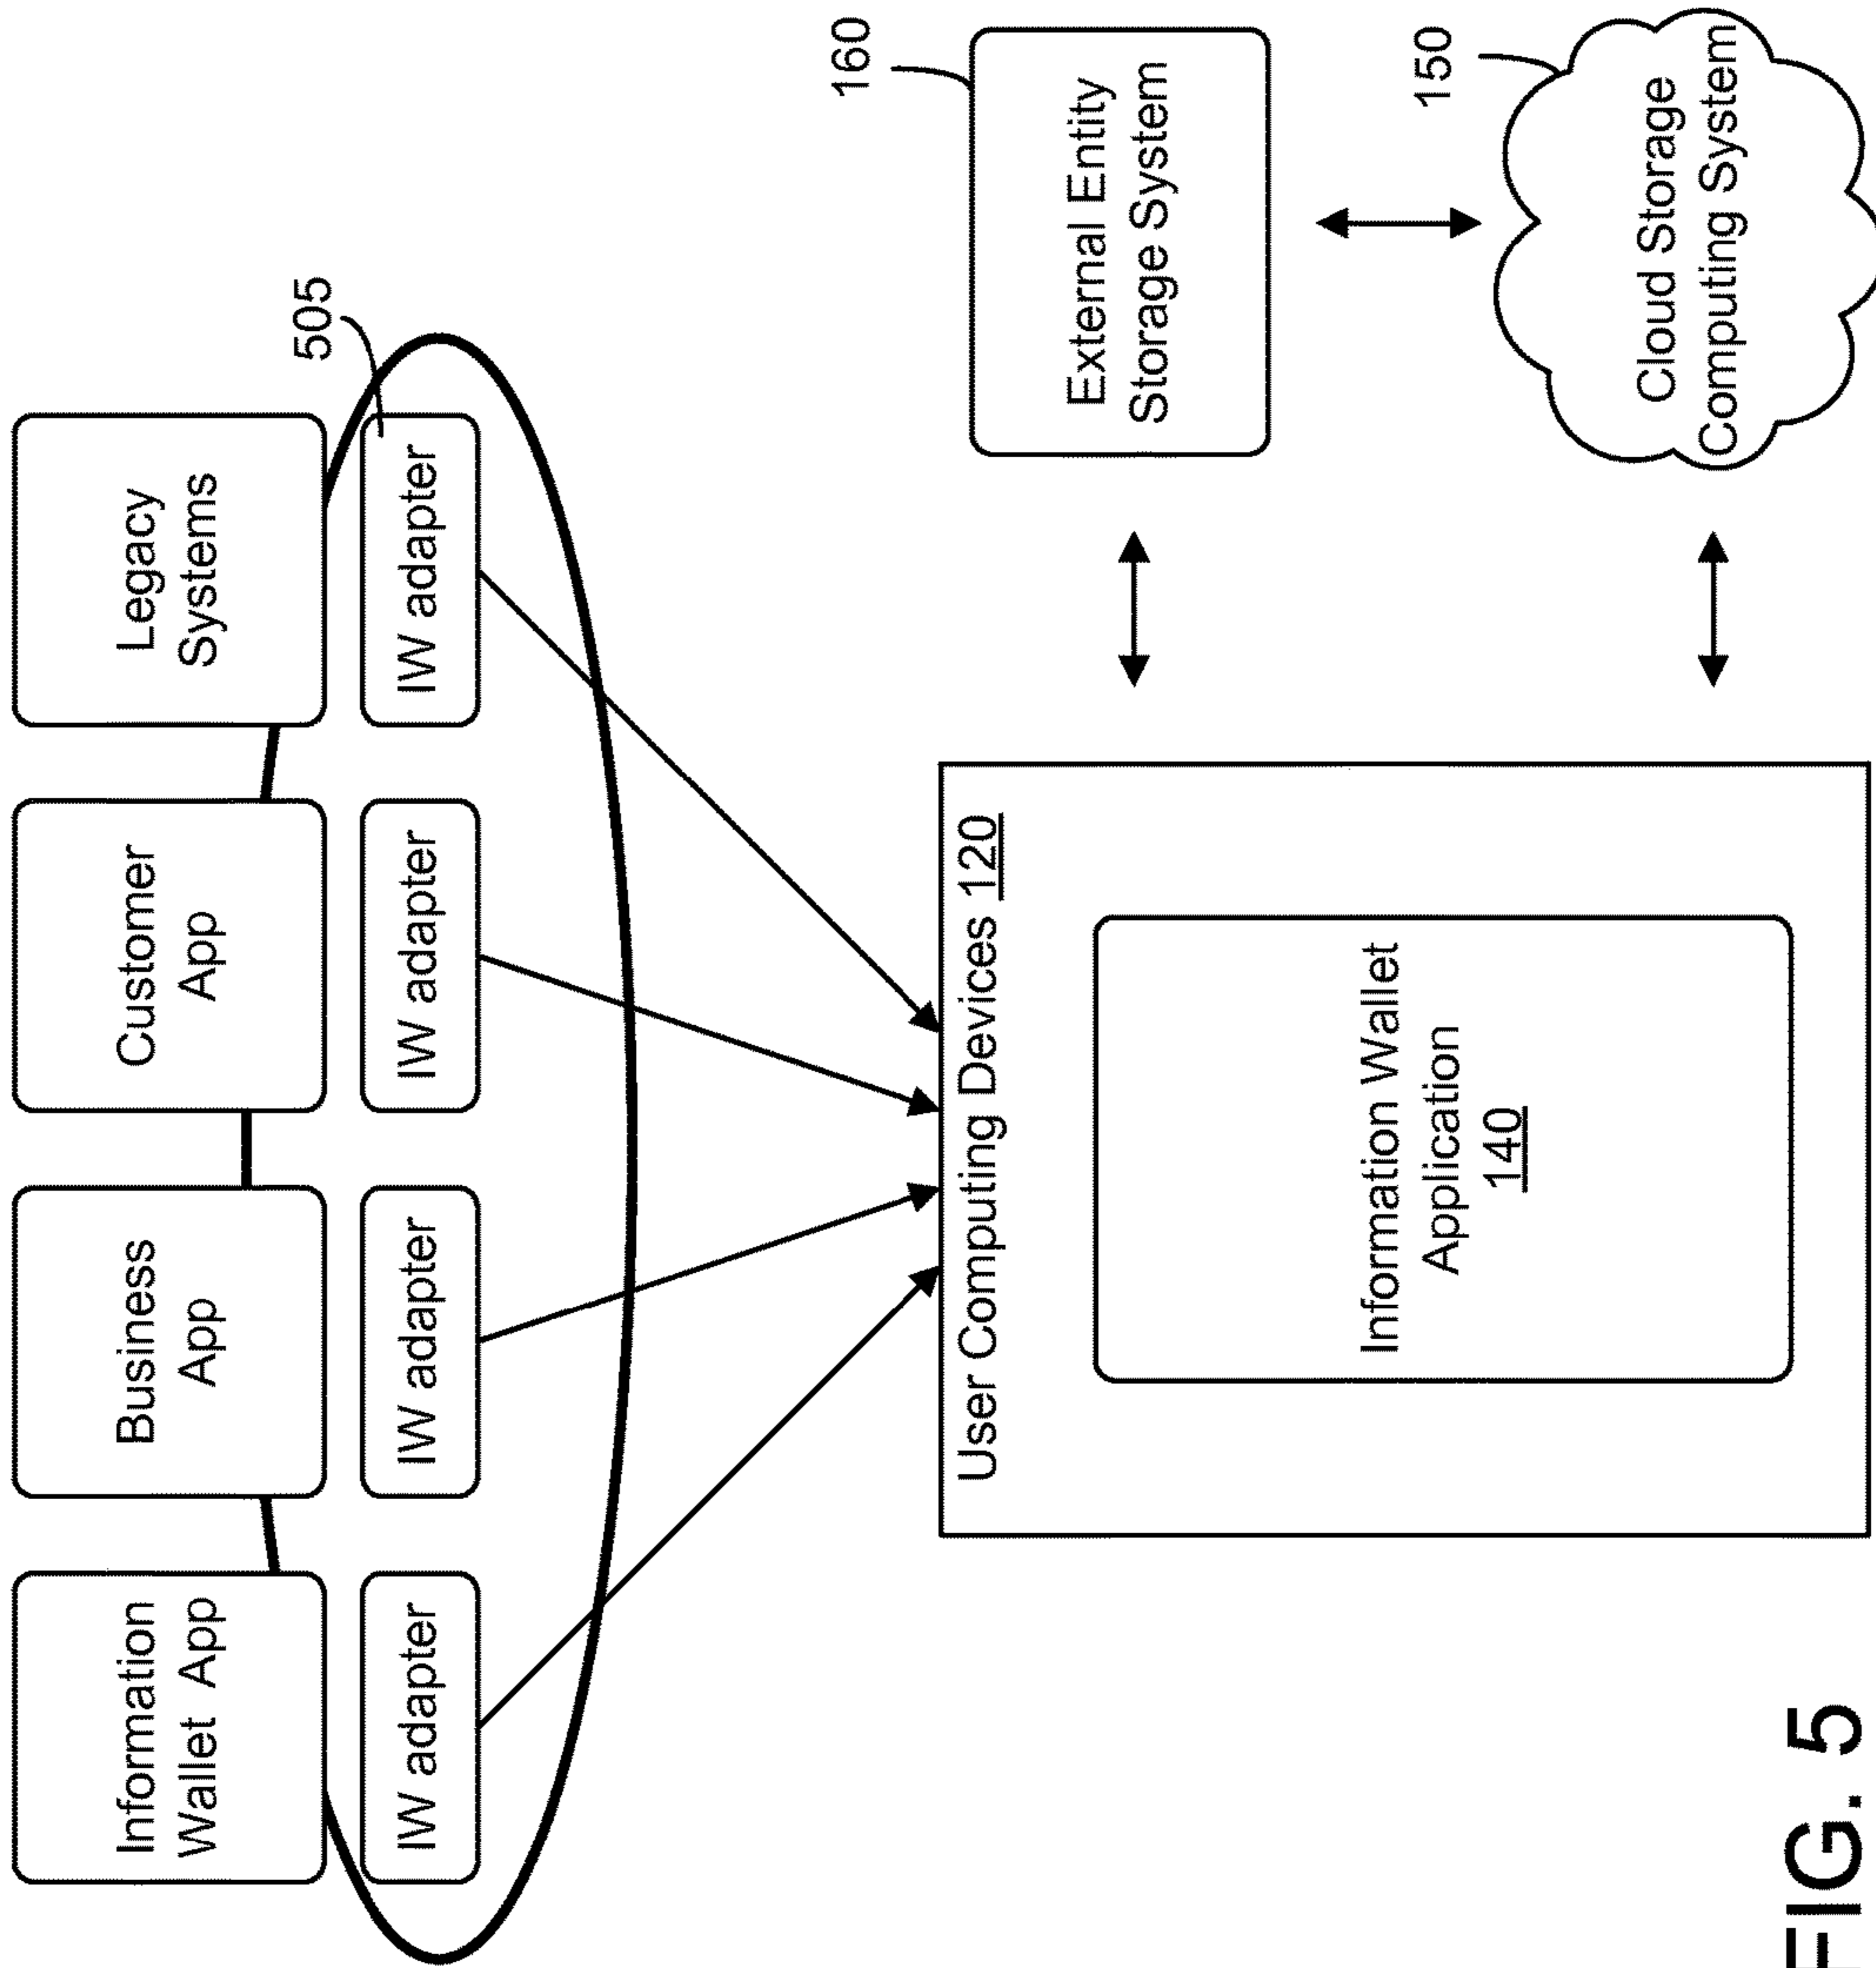 Information
Wallet App
Business
App
Customer
App
Legacy
Systems
505
IW adapter
IW adapter
IW adapter
IW adapter
User Computing Devices 120
Information Wallet
Application
140
160
External Entity
Storage System
150
Cloud Storage
Computing System
FIG. 5